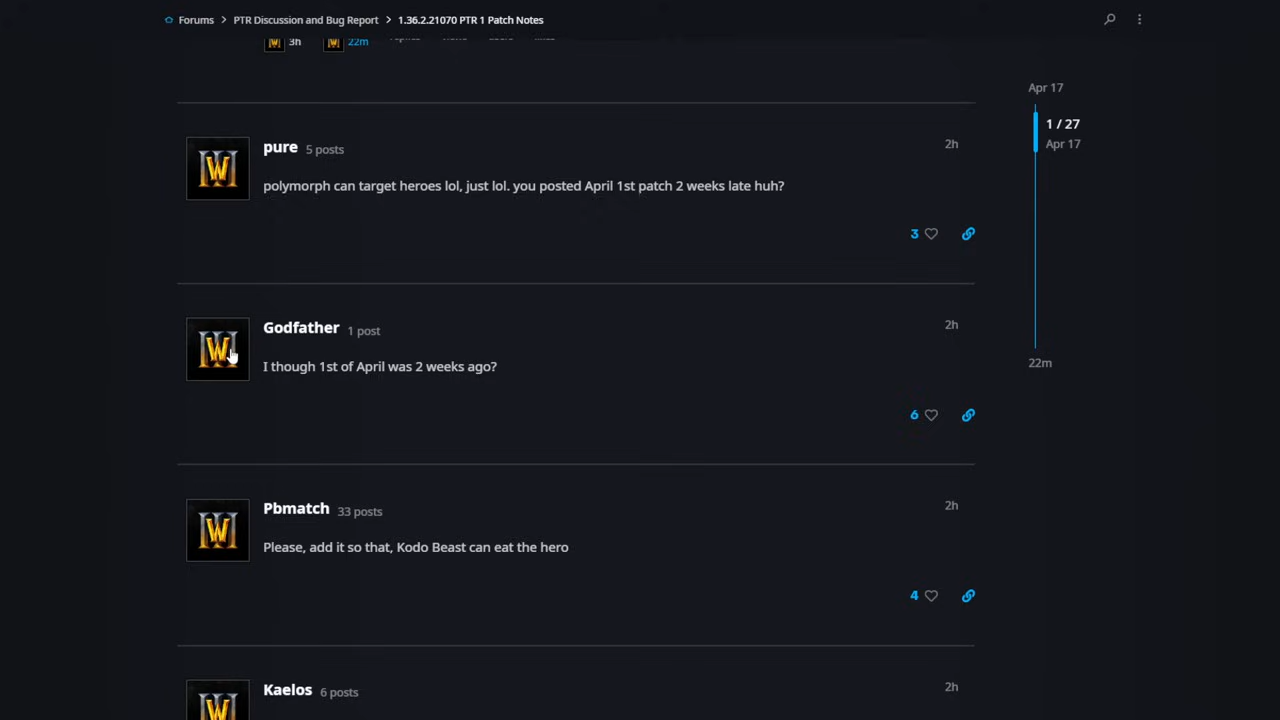 Forums > PTR Discussion and Bug Report > 1.36.2.21070 PTR 1 Patch Notes
3h 22m
Apr 17
1 / 27
Apr 17
22m
pure 5 posts 2h
polymorph can target heroes lol, just lol. you posted April 1st patch 2 weeks late huh?
3
Godfather 1 post 2h
I though 1st of April was 2 weeks ago?
6
Pbmatch 33 posts 2h
Please, add it so that, Kodo Beast can eat the hero
4
Kaelos 6 posts 2h